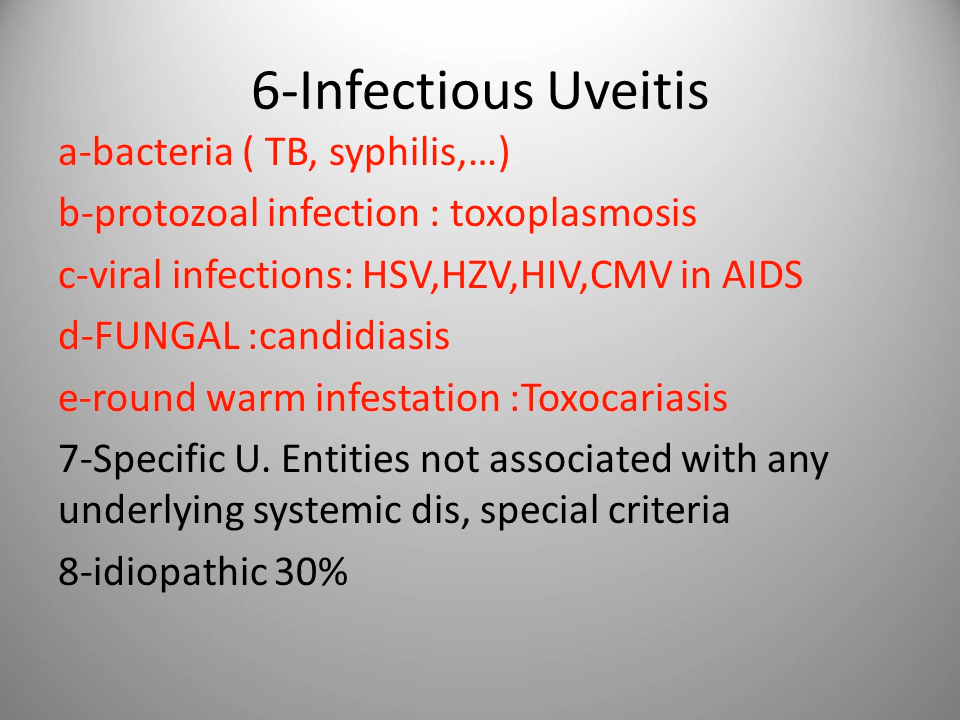 6-Infectious Uveitis
a-bacteria ( TB, syphilis,…)
b-protozoal infection : toxoplasmosis
c-viral infections: HSV,HZV,HIV,CMV in AIDS
d-FUNGAL :candidiasis
e-round warm infestation :Toxocariasis
7-Specific U. Entities not associated with any
underlying systemic dis, special criteria
8-idiopathic 30%